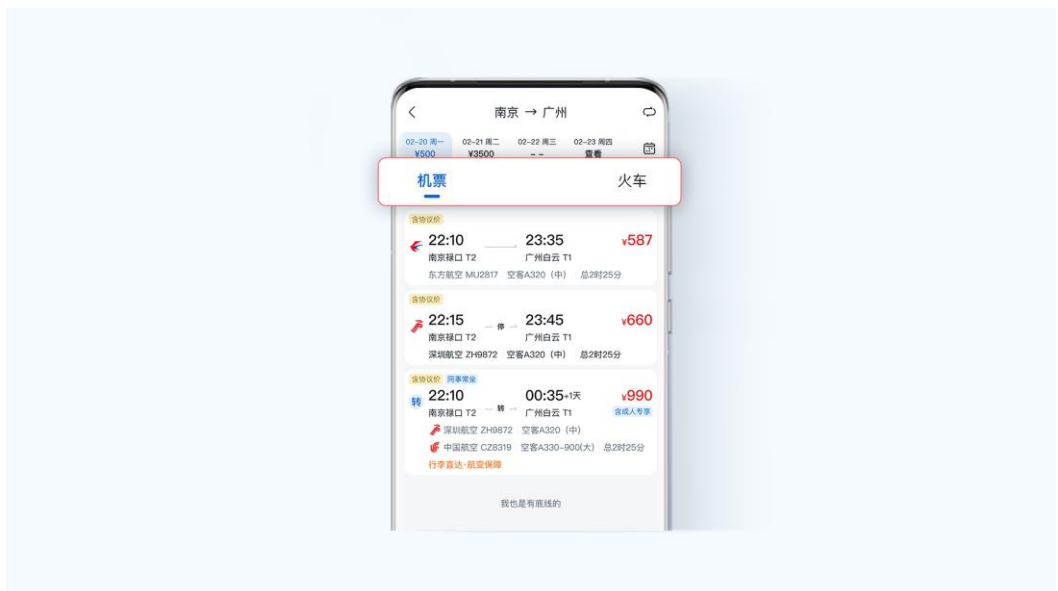 南京 → 广州
02-20 周一 02-21 周二 02-22 周三 02-23 周四
¥500 ¥3500 -- 查看
机票 火车
含协议价
22:10 23:35 ¥587
南京禄口 T2 广州白云 T1
东方航空 MU2817 空客A320（中） 总2时25分
含协议价
22:15 停 23:45 ¥660
南京禄口 T2 广州白云 T1
深圳航空 ZH9872 空客A320（中） 总2时25分
含协议价 同事常坐
转 22:10 转 00:35+1天 ¥990
南京禄口 T2 广州白云 T1 含成人专享
深圳航空 ZH9872 空客A320（中）
中国航空 CZ8319 空客A330-900(大) 总2时25分
行李直达·航变保障
我也是有底线的